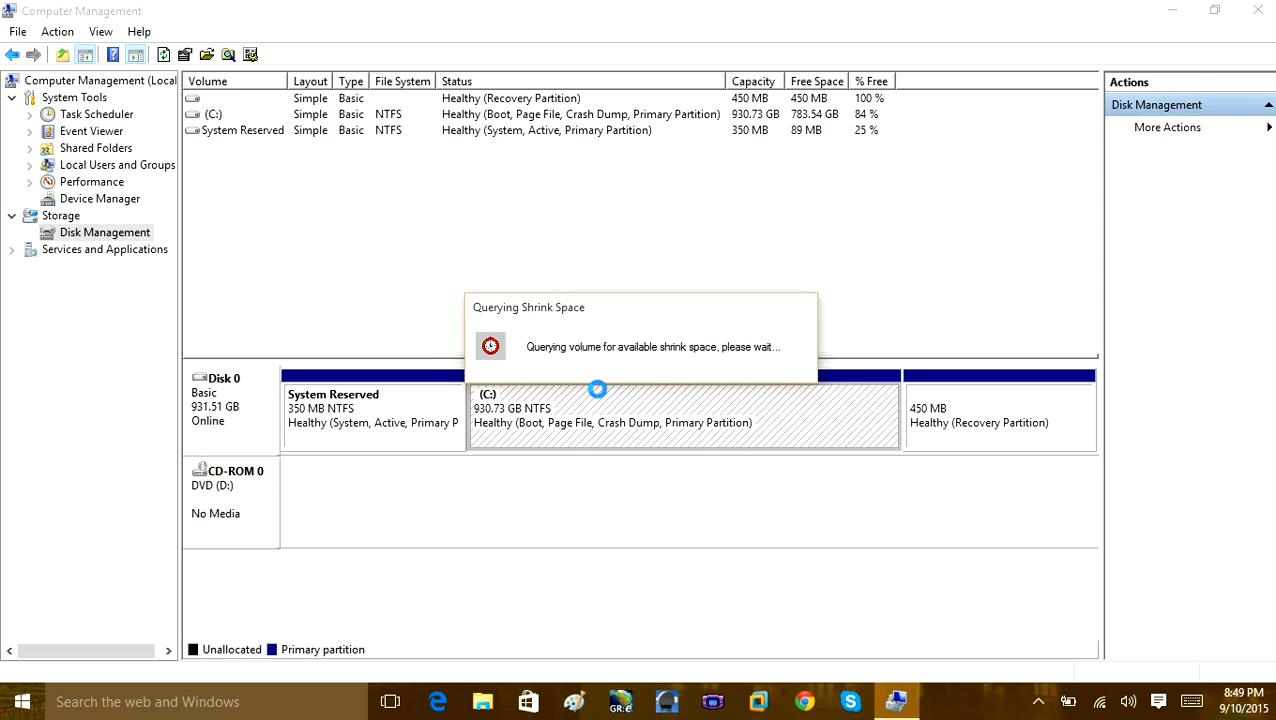 Computer Management
File Action View Help
Computer Management (Local
System Tools
Task Scheduler
Event Viewer
Shared Folders
Local Users and Groups
Performance
Device Manager
Storage
Disk Management
Services and Applications
Volume Layout Type File System Status Capacity Free Space % Free
Simple Basic Healthy (Recovery Partition) 450 MB 450 MB 100 %
(C:) Simple Basic NTFS Healthy (Boot, Page File, Crash Dump, Primary Partition) 930.73 GB 783.54 GB 84 %
System Reserved Simple Basic NTFS Healthy (System, Active, Primary Partition) 350 MB 89 MB 25 %
Actions
Disk Management
More Actions
Querying Shrink Space
Querying volume for available shrink space, please wait...
Disk 0
Basic
931.51 GB
Online
System Reserved
350 MB NTFS
Healthy (System, Active, Primary P
(C:)
930.73 GB NTFS
Healthy (Boot, Page File, Crash Dump, Primary Partition)
450 MB
Healthy (Recovery Partition)
CD-ROM 0
DVD (D:)
No Media
Unallocated Primary partition
Search the web and Windows
GR:e
8:49 PM
9/10/2015